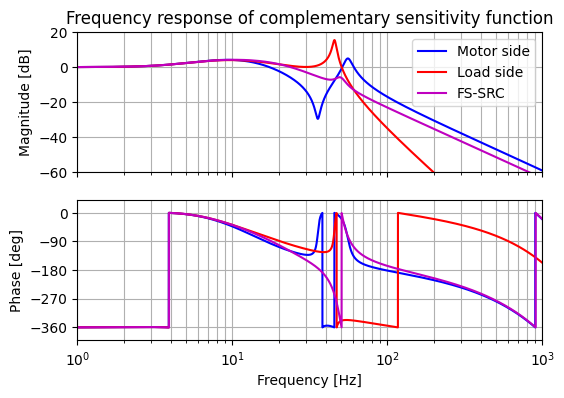 Frequency response of complementary sensitivity function
20
0
−20
−40
−60
Magnitude [dB]
Motor side
Load side
FS-SRC
0
−90
−180
−270
−360
Phase [deg]
10^0
10^1
10^2
10^3
Frequency [Hz]